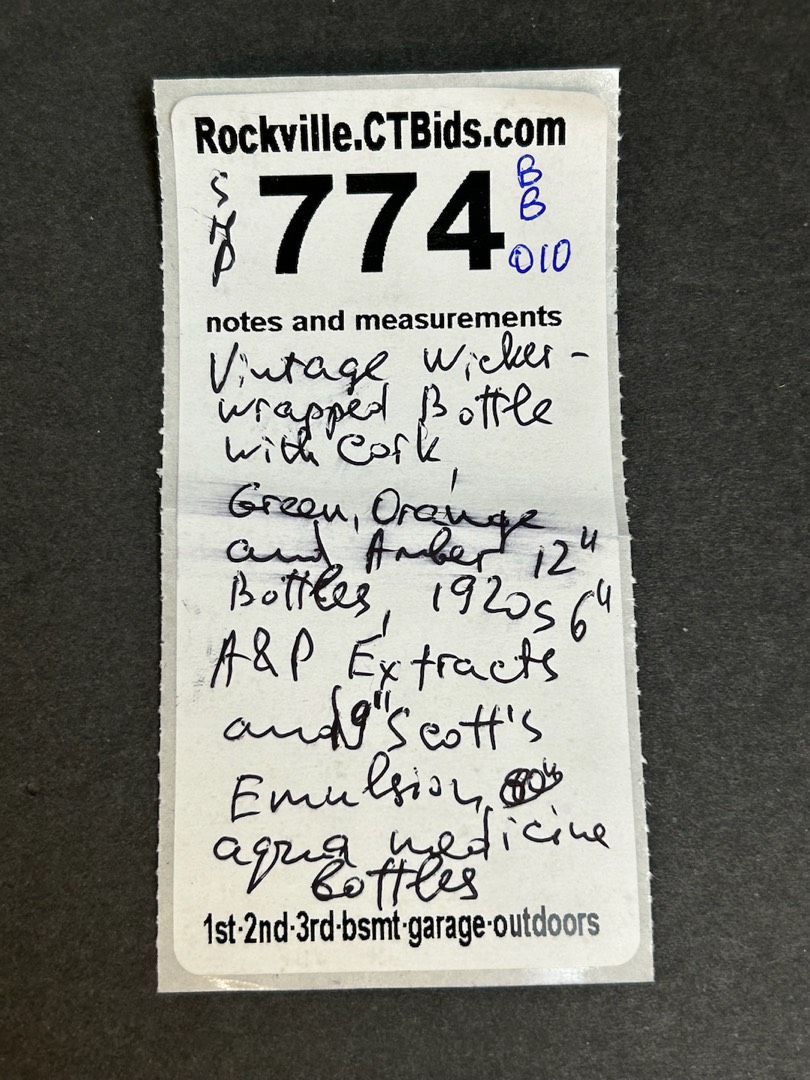 Rockville.CTBids.com
SHP 774 BB 010
notes and measurements
Vintage Wicker-
wrapped Bottle
with Cork,
Green, Orange
and Amber 12"
Bottles, 1920s 6"
A&P Extracts
and 9" Scott's
Emulsion
aqua medicine
bottles
1st·2nd·3rd·bsmt·garage·outdoors